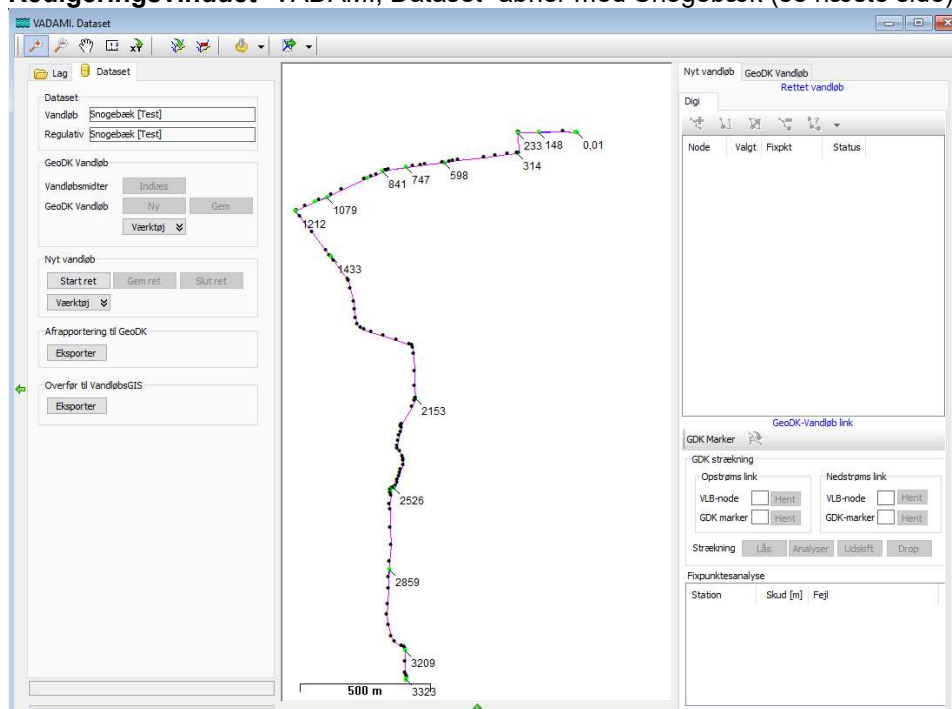 Redigeringsvinduet "VADAMI, Dataset" åbner med Snogebæk (se næste side)
VADAMI. Dataset
Lag
Dataset
Dataset
Vandløb Snogebæk [Test]
Regulativ Snogebæk [Test]
GeoDK Vandløb
Vandløbsmidter Indlæs
GeoDK Vandløb Ny Gem
Værktøj
Nyt vandløb
Start ret Gem ret Slut ret
Værktøj
Afrapportering til GeoDK
Eksporter
Overfør til VandløbsGIS
Eksporter
233 148 0,01
314
598
747
841
1079
1212
1433
2153
2526
2859
3209
3323
500 m
Nyt vandløb GeoDK Vandløb
Rettet vandløb
Digi
Node Valgt Fixpkt Status
GeoDK-Vandløb link
GDK Marker
GDK strækning
Opstrøms link
VLB-node Hent
GDK marker Hent
Nedstrøms link
VLB-node Hent
GDK-marker Hent
Strækning Lås Analyser Udskift Drop
Fixpunktesanalyse
Station Skud [m] Fejl